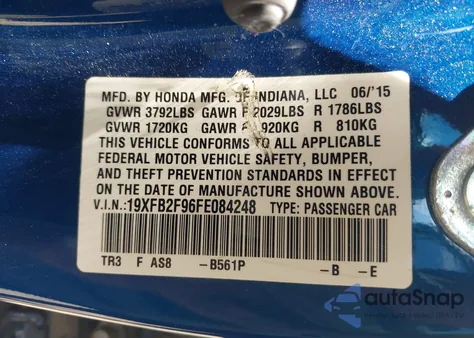 MFD. BY HONDA MFG. OF INDIANA, LLC 06/'15
GVWR 3792LBS GAWR F 2029LBS R 1786LBS
GVWR 1720KG GAWR 920KG R 810KG
THIS VEHICLE CONFORMS TO ALL APPLICABLE
FEDERAL MOTOR VEHICLE SAFETY, BUMPER,
AND THEFT PREVENTION STANDARDS IN EFFECT
ON THE DATE OF MANUFACTURE SHOWN ABOVE.
V.I.N.:19XFB2F96FE084248 TYPE: PASSENGER CAR
TR3 F AS8 -B561P -B -E
autoSnap